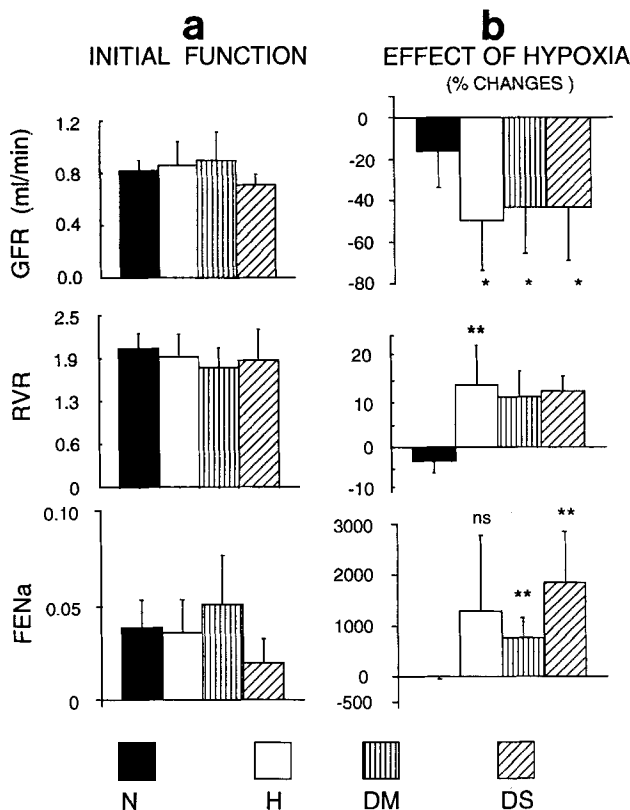 a
INITIAL FUNCTION
b
EFFECT OF HYPOXIA
(% CHANGES)
GFR (ml/min)
1.2
0.8
0.4
0.0
-0
-20
-40
-60
-80
* * *
RVR
2.5
1.9
1.3
0.6
0
20
10
0
-10
**
FENa
0.10
0.05
0
3000
2000
1000
0
-500
ns
**
**
N H DM DS